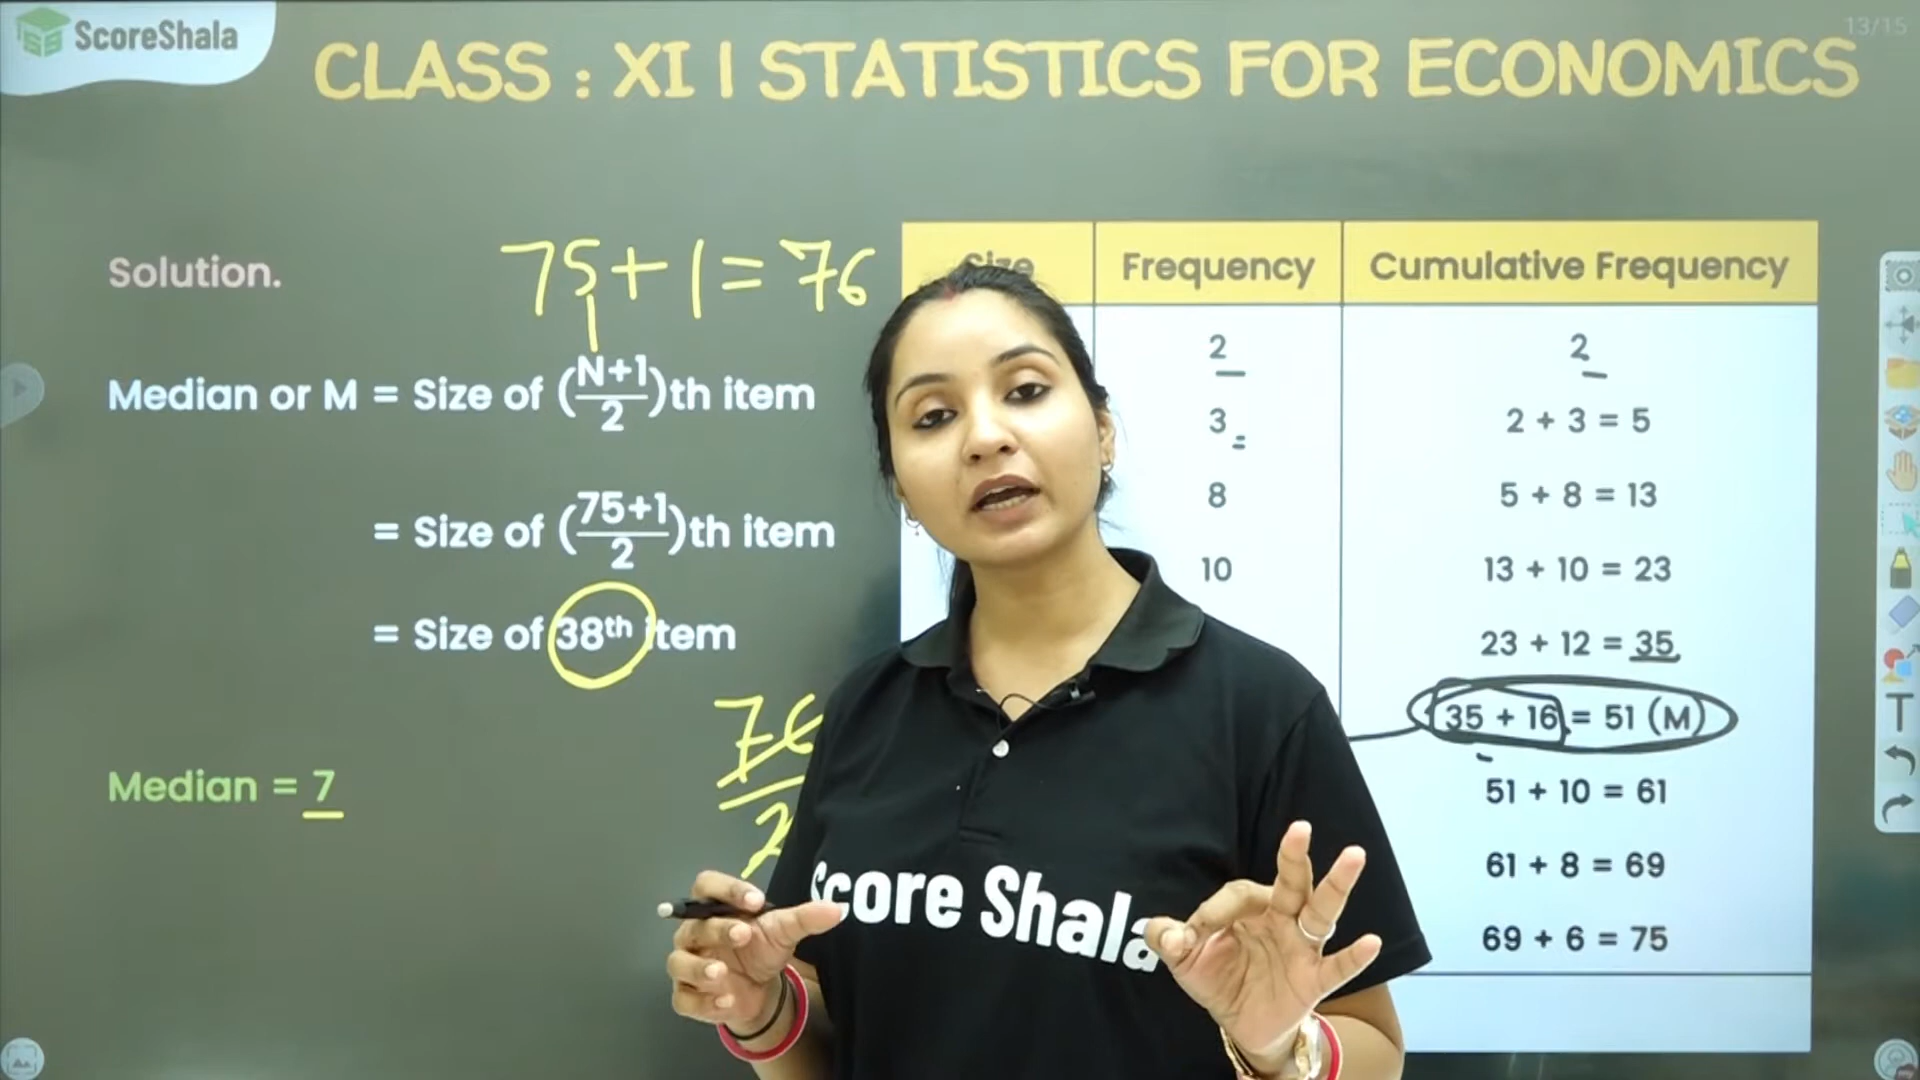 ScoreShala
13/15
CLASS : XI | STATISTICS FOR ECONOMICS
Solution.
75+1=76
Median or M = Size of (N+1/2)th item
= Size of (75+1/2)th item
= Size of 38th item
76
2
Median = 7
Size Frequency Cumulative Frequency
2 2
3 2 + 3 = 5
8 5 + 8 = 13
10 13 + 10 = 23
23 + 12 = 35
35 + 16 = 51 (M)
51 + 10 = 61
61 + 8 = 69
69 + 6 = 75
Score Shala
T